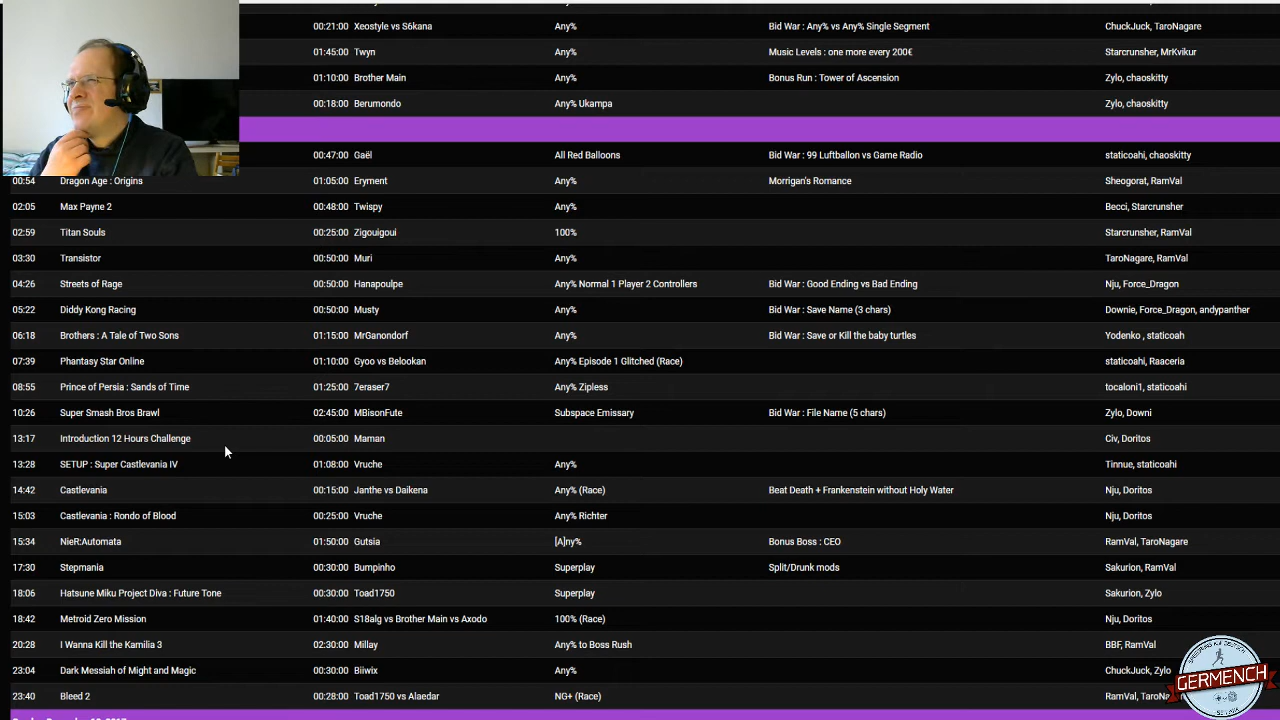 00:21:00 Xeostyle vs S6kana Any% Bid War : Any% vs Any% Single Segment ChuckJuck, TaroNagare
01:45:00 Twyn Any% Music Levels : one more every 200€ Starcrunsher, MrKvikur
01:10:00 Brother Main Any% Bonus Run : Tower of Ascension Zylo, chaoskitty
00:18:00 Berumondo Any% Ukampa Zylo, chaoskitty
00:47:00 Gaël All Red Balloons Bid War : 99 Luftballon vs Game Radio staticoahi, chaoskitty
00:54 Dragon Age : Origins 01:05:00 Eryment Any% Morrigan's Romance Sheogorat, RamVal
02:05 Max Payne 2 00:48:00 Twispy Any% Becci, Starcrunsher
02:59 Titan Souls 00:25:00 Zigouigoui 100% Starcrunsher, RamVal
03:30 Transistor 00:50:00 Muri Any% TaroNagare, RamVal
04:26 Streets of Rage 00:50:00 Hanapoulpe Any% Normal 1 Player 2 Controllers Bid War : Good Ending vs Bad Ending Nju, Force_Dragon
05:22 Diddy Kong Racing 00:50:00 Musty Any% Bid War : Save Name (3 chars) Downie, Force_Dragon, andypanther
06:18 Brothers : A Tale of Two Sons 01:15:00 MrGanondorf Any% Bid War : Save or Kill the baby turtles Yodenko , staticoah
07:39 Phantasy Star Online 01:10:00 Gyoo vs Belookan Any% Episode 1 Glitched (Race) staticoahi, Raaceria
08:55 Prince of Persia : Sands of Time 01:25:00 7eraser7 Any% Zipless tocaloni1, staticoahi
10:26 Super Smash Bros Brawl 02:45:00 MBisonFute Subspace Emissary Bid War : File Name (5 chars) Zylo, Downi
13:17 Introduction 12 Hours Challenge 00:05:00 Maman Civ, Doritos
13:28 SETUP : Super Castlevania IV 01:08:00 Vruche Any% Tinnue, staticoahi
14:42 Castlevania 00:15:00 Janthe vs Daikena Any% (Race) Beat Death + Frankenstein without Holy Water Nju, Doritos
15:03 Castlevania : Rondo of Blood 00:25:00 Vruche Any% Richter Nju, Doritos
15:34 NieR:Automata 01:50:00 Gutsia [A]ny% Bonus Boss : CEO RamVal, TaroNagare
17:30 Stepmania 00:30:00 Bumpinho Superplay Split/Drunk mods Sakurion, RamVal
18:06 Hatsune Miku Project Diva : Future Tone 00:30:00 Toad1750 Superplay Sakurion, Zylo
18:42 Metroid Zero Mission 01:40:00 S18alg vs Brother Main vs Axodo 100% (Race) Nju, Doritos
20:28 I Wanna Kill the Kamilia 3 02:30:00 Millay Any% to Boss Rush BBF, RamVal
23:04 Dark Messiah of Might and Magic 00:30:00 Biiwix Any% ChuckJuck, Zylo
23:40 Bleed 2 00:28:00 Toad1750 vs Alaedar NG+ (Race) RamVal,
GERMENCH